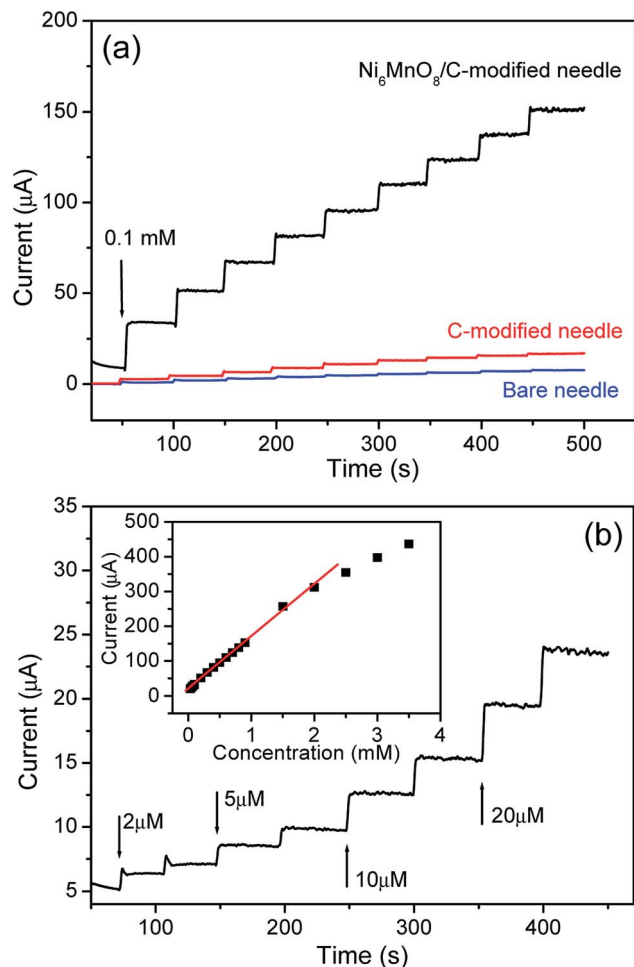 (a)
200
150
100
50
0
Current (μA)
Ni₆MnO₈/C-modified needle
0.1 mM
C-modified needle
Bare needle
100 200 300 400 500
Time (s)
(b)
35
30
25
20
15
10
5
Current (μA)
500
400
300
200
100
0
Current (μA)
0 1 2 3 4
Concentration (mM)
2μM
5μM
10μM
20μM
100 200 300 400
Time (s)